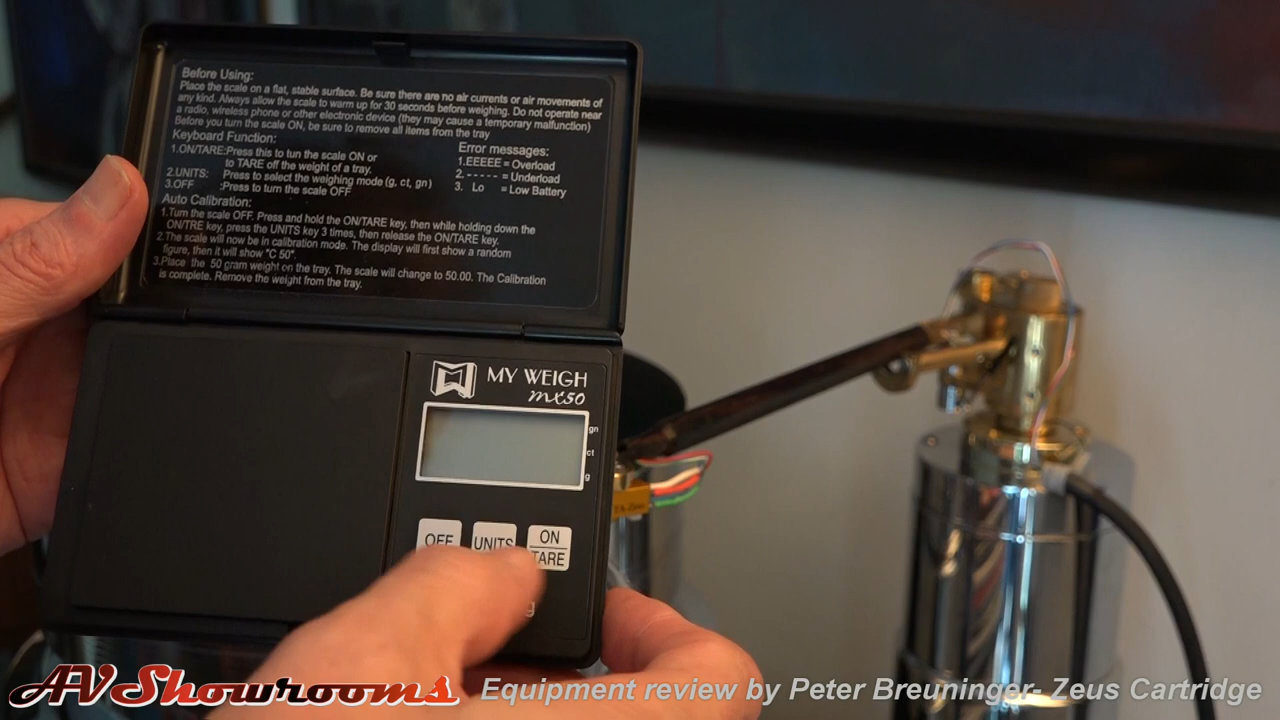 Before Using:
Place the scale on a flat, stable surface. Be sure there are no air currents or air movements of
any kind. Always allow the scale to warm up for 30 seconds before weighing. Do not operate near
a radio, wireless phone or other electronic device (they may cause a temporary malfunction)
Before you turn the scale ON, be sure to remove all items from the tray
Keyboard Function:
1.ON/TARE:Press this to tun the scale ON or
to TARE off the weight of a tray.
2.UNITS: Press to select the weighing mode (g, ct, gn)
3.OFF :Press to turn the scale OFF
Error messages:
1.EEEEE = Overload
2. ----- = Underload
3. Lo = Low Battery
Auto Calibration:
1.Turn the scale OFF. Press and hold the ON/TARE key, then while holding down the
ON/TRE key, press the UNITS key 3 times, then release the ON/TARE key.
2.The scale will now be in calibration mode. The display will first show a random
figure, then it will show "C 50".
3.Place the 50 gram weight on the tray. The scale will change to 50.00. The Calibration
is complete. Remove the weight from the tray.
MY WEIGH
mx50
gn
ct
g
OFF
UNITS
ON
TARE
g
AVShowrooms
Equipment review by Peter Breuninger- Zeus Cartridge